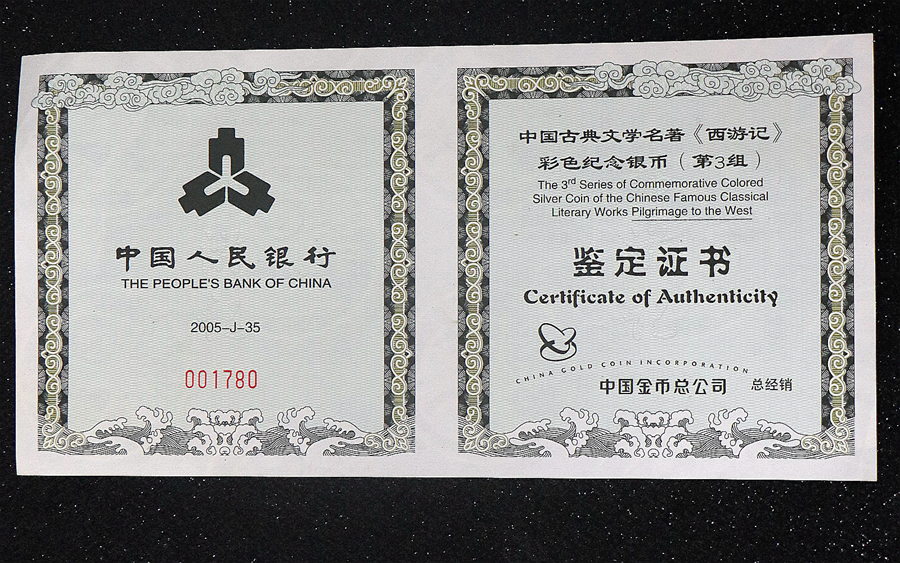 中国人民银行
THE PEOPLE'S BANK OF CHINA
2005-J-35
001780
中国古典文学名著《西游记》
彩色纪念银币（第3组）
The 3rd Series of Commemorative Colored
Silver Coin of the Chinese Famous Classical
Literary Works Pilgrimage to the West
鉴定证书
Certificate of Authenticity
CHINA GOLD COIN INCORPORATION
中国金币总公司 总经销